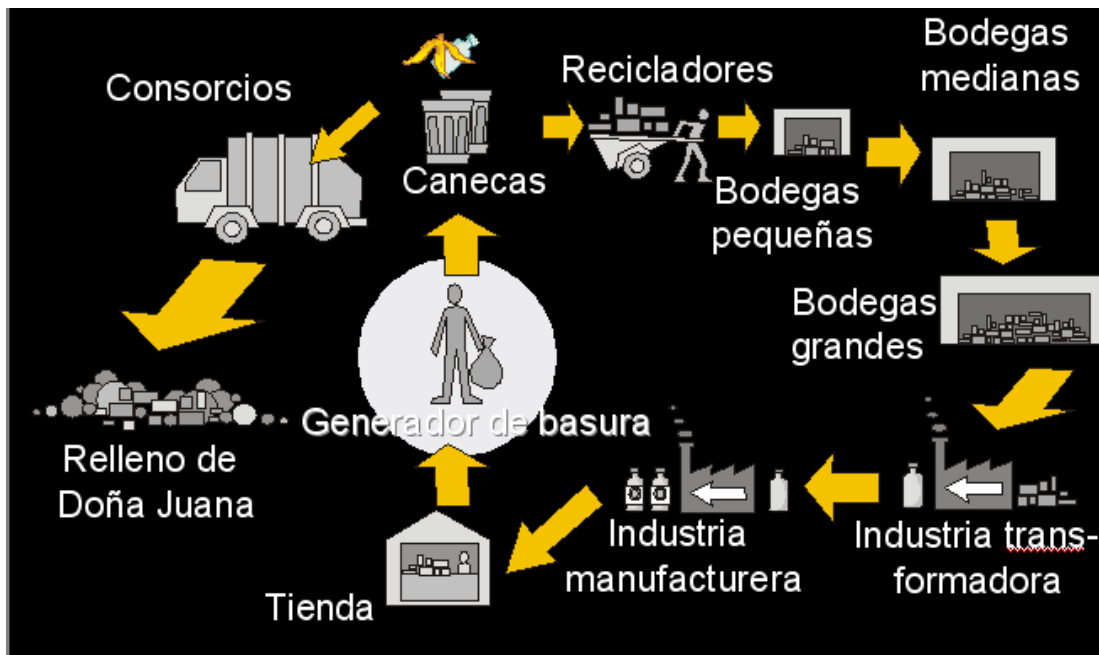 Consorcios
Canecas
Recicladores
Bodegas
pequeñas
Bodegas
medianas
Bodegas
grandes
Industria trans-
formadora
Industria
manufacturera
Tienda
Generador de basura
Relleno de
Doña Juana